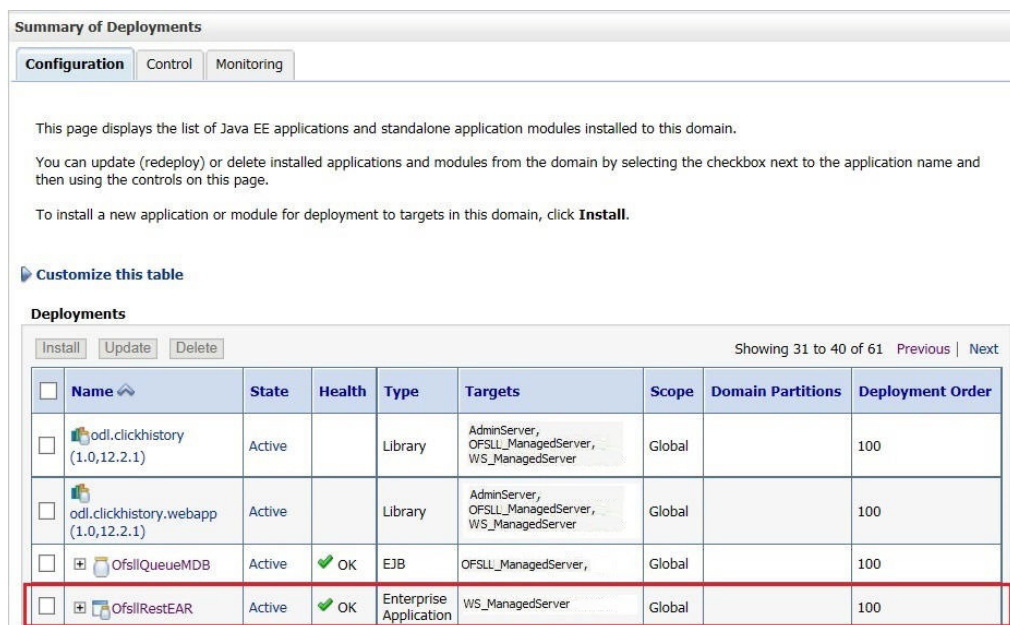 Summary of Deployments
Configuration Control Monitoring
This page displays the list of Java EE applications and standalone application modules installed to this domain.
You can update (redeploy) or delete installed applications and modules from the domain by selecting the checkbox next to the application name and
then using the controls on this page.
To install a new application or module for deployment to targets in this domain, click Install.
Customize this table
Deployments
Install Update Delete Showing 31 to 40 of 61 Previous | Next
Name State Health Type Targets Scope Domain Partitions Deployment Order
odl.clickhistory
(1.0,12.2.1)
Active
Library
AdminServer,
OFSLL_ManagedServer,
WS_ManagedServer
Global
100
odl.clickhistory.webapp
(1.0,12.2.1)
Active
Library
AdminServer,
OFSLL_ManagedServer,
WS_ManagedServer
Global
100
OfsllQueueMDB Active OK EJB OFSLL_ManagedServer, Global 100
OfsllRestEAR
Active
OK
Enterprise
Application
WS_ManagedServer
Global
100